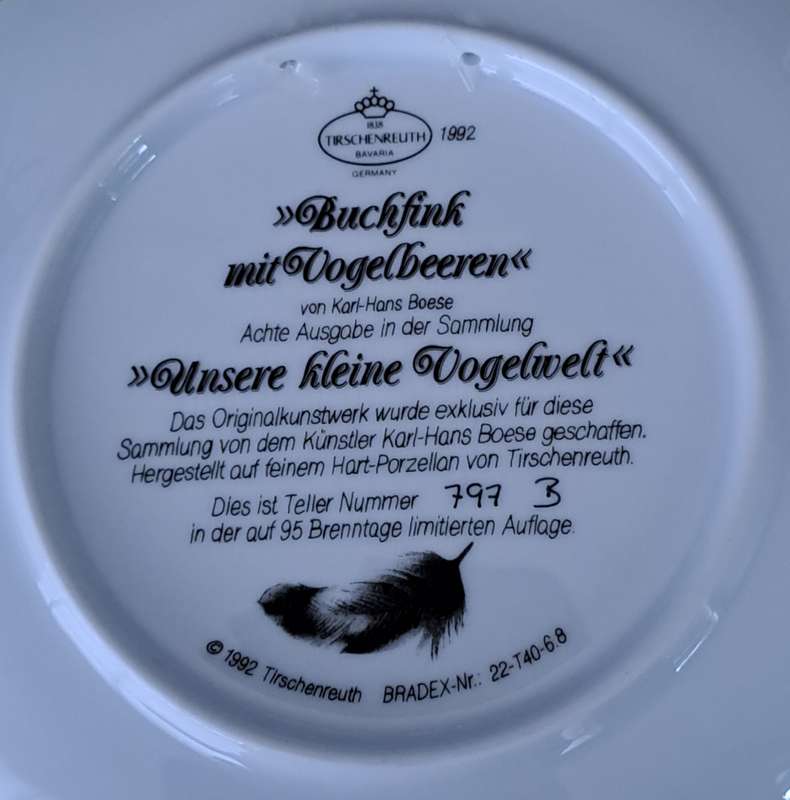 1838
TIRSCHENREUTH 1992
BAVARIA
GERMANY
»Buchfink
mit Vogelbeeren«
von Karl-Hans Boese
Achte Ausgabe in der Sammlung
»Unsere kleine Vogelwelt«
Das Originalkunstwerk wurde exklusiv für diese
Sammlung von dem Künstler Karl-Hans Boese geschaffen.
Hergestellt auf feinem Hart-Porzellan von Tirschenreuth.
Dies ist Teller Nummer 797 B
in der auf 95 Brenntage limitierten Auflage.
© 1992 Tirschenreuth BRADEX-Nr.: 22-T40-6.8